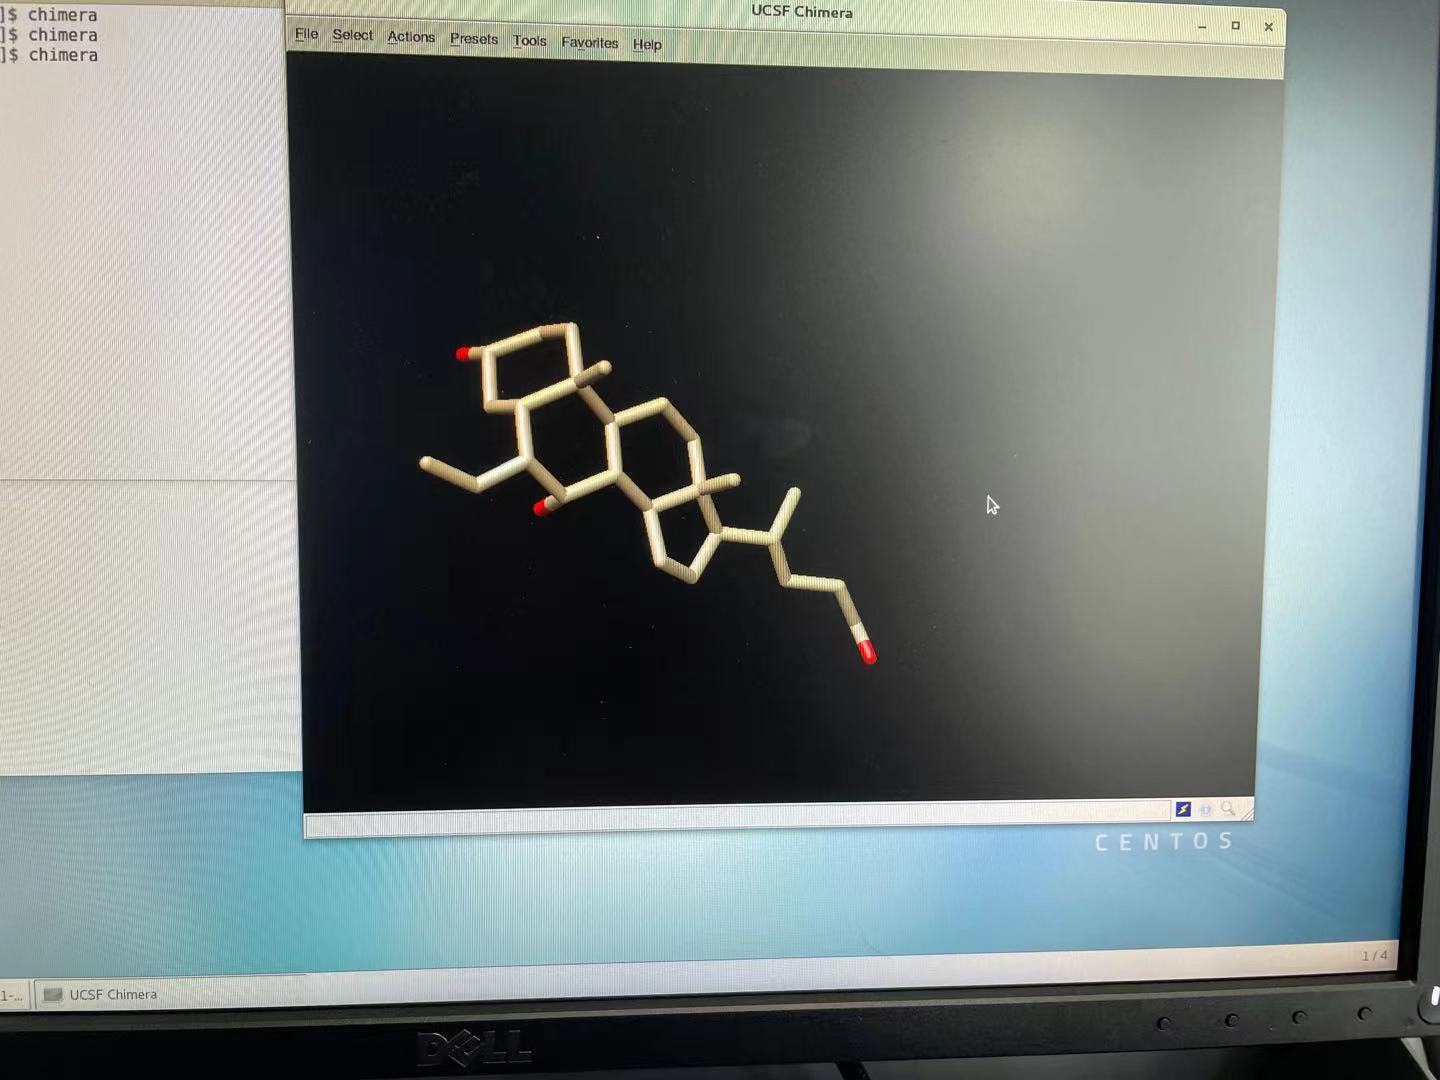 ]$ chimera
]$ chimera
]$ chimera
UCSF Chimera
File Select Actions Presets Tools Favorites Help
CENTOS
1 / 4
1-...
UCSF Chimera
DELL